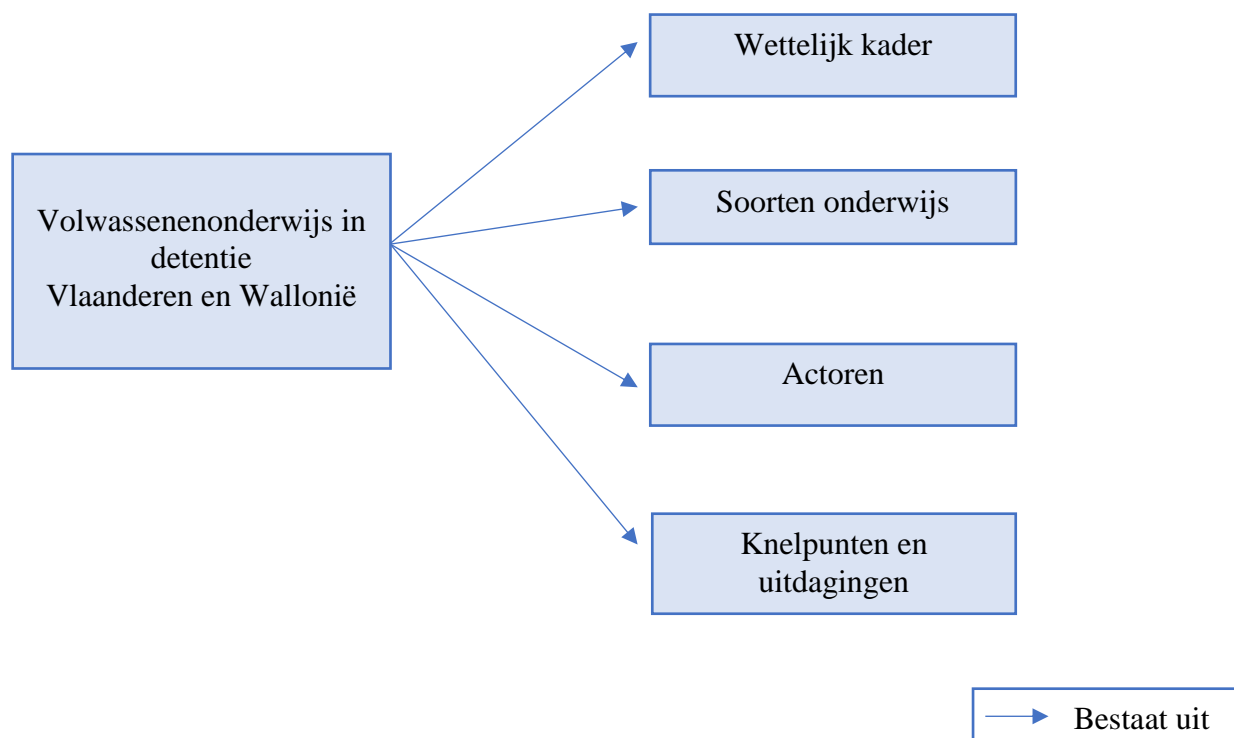 Wettelijk kader
Volwassenenonderwijs in
detentie
Vlaanderen en Wallonië
Soorten onderwijs
Actoren
Knelpunten en
uitdagingen
Bestaat uit